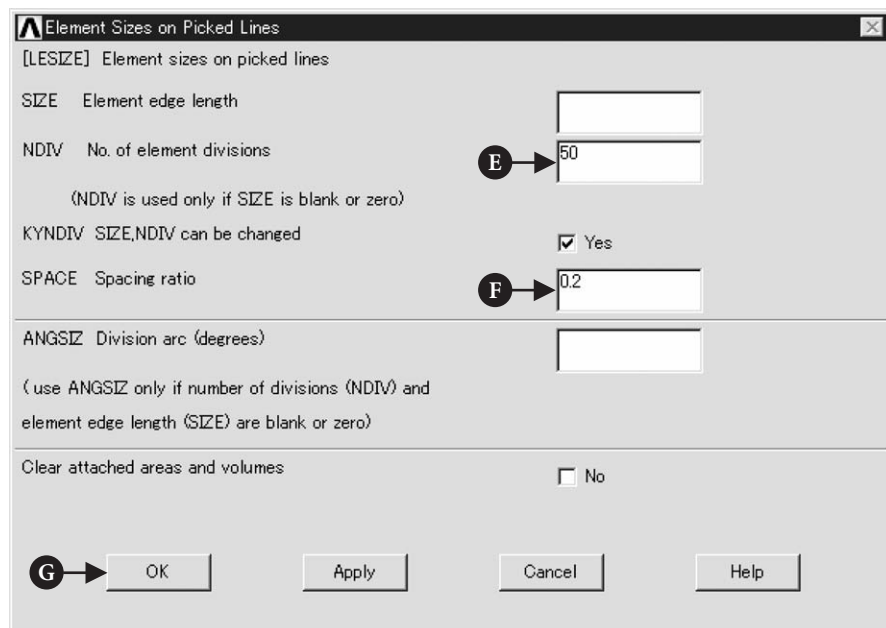 Element Sizes on Picked Lines
[LESIZE] Element sizes on picked lines
SIZE Element edge length
NDIV No. of element divisions
E
50
(NDIV is used only if SIZE is blank or zero)
KYNDIV SIZE,NDIV can be changed
Yes
SPACE Spacing ratio
F
0.2
ANGSIZ Division arc (degrees)
( use ANGSIZ only if number of divisions (NDIV) and
element edge length (SIZE) are blank or zero)
Clear attached areas and volumes
No
G
OK
Apply
Cancel
Help